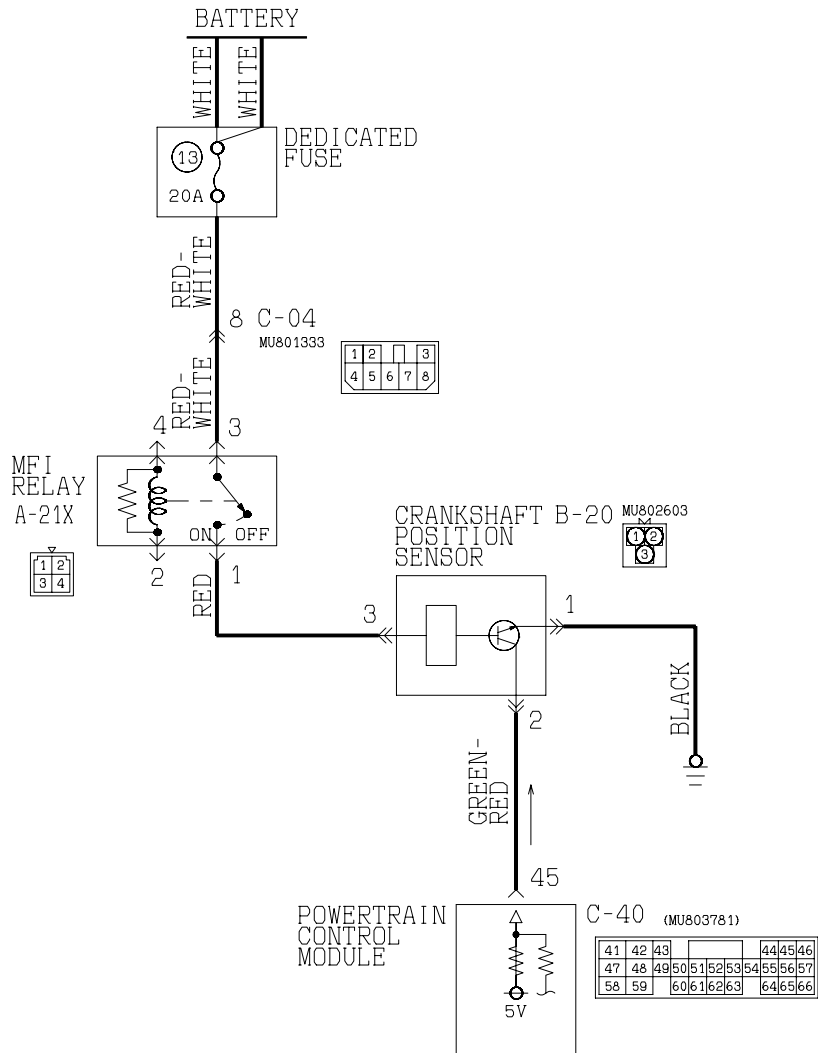 BATTERY
WHITE
WHITE
DEDICATED
FUSE
13
20A
RED-
WHITE
8 C-04
MU801333
1 2 3
4 5 6 7 8
RED-
WHITE
4
3
MFI
RELAY
A-21X
ON OFF
1 2
3 4
2
1
RED
CRANKSHAFT B-20 MU802603
POSITION
SENSOR
1 2
3
3
1
2
BLACK
GREEN-
RED
45
POWERTRAIN
CONTROL
MODULE
C-40 (MU803781)
5V
41 42 43 44 45 46
47 48 49 50 51 52 53 54 55 56 57
58 59 60 61 62 63 64 65 66